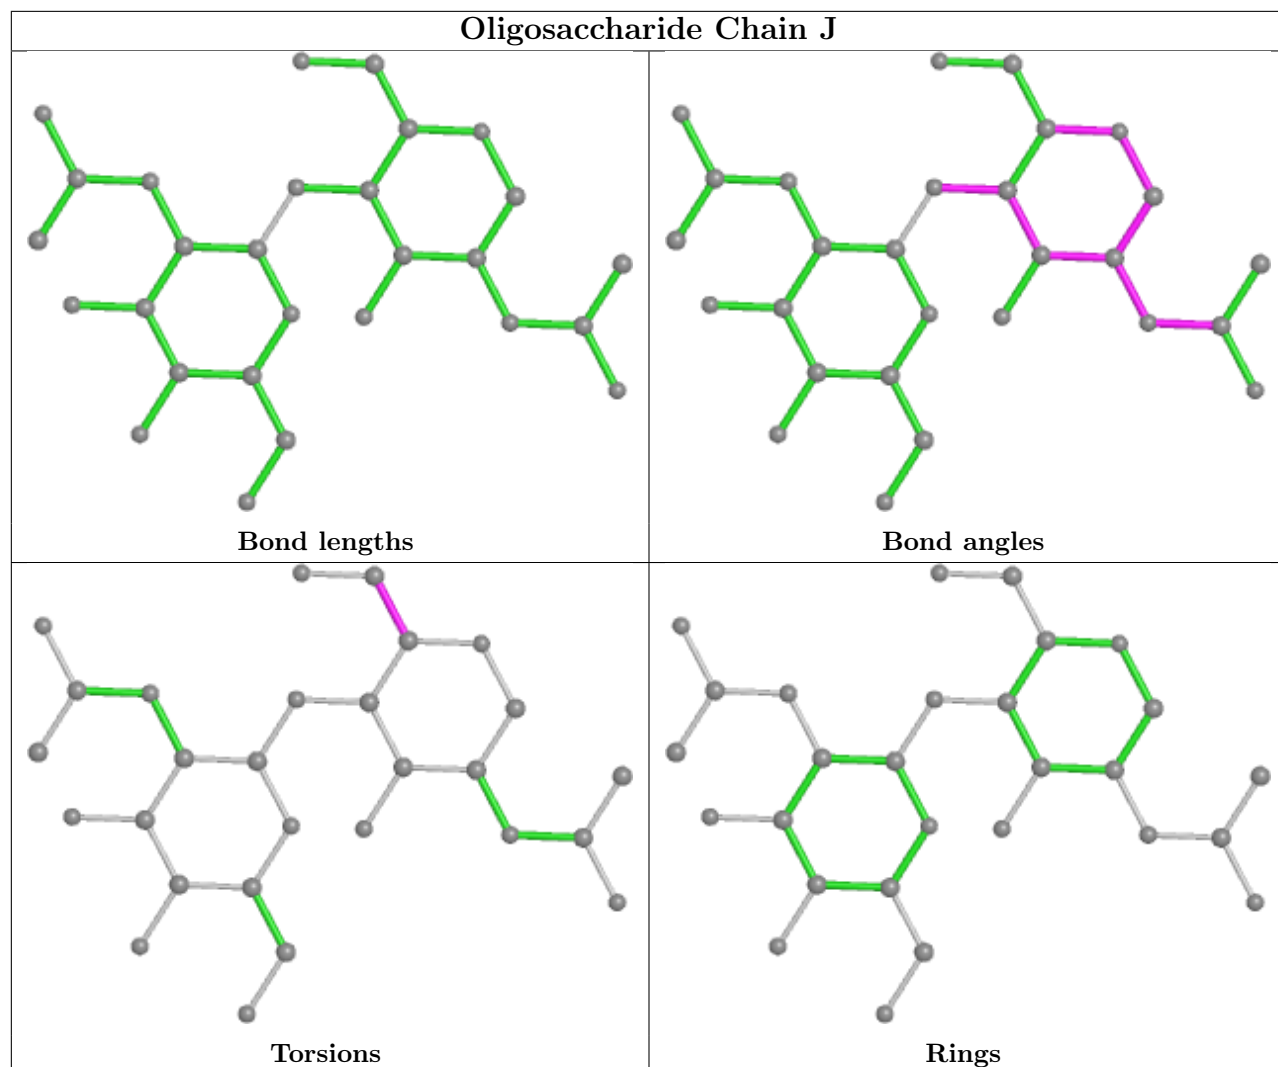 Oligosaccharide Chain J
Bond lengths
Bond angles
Torsions
Rings